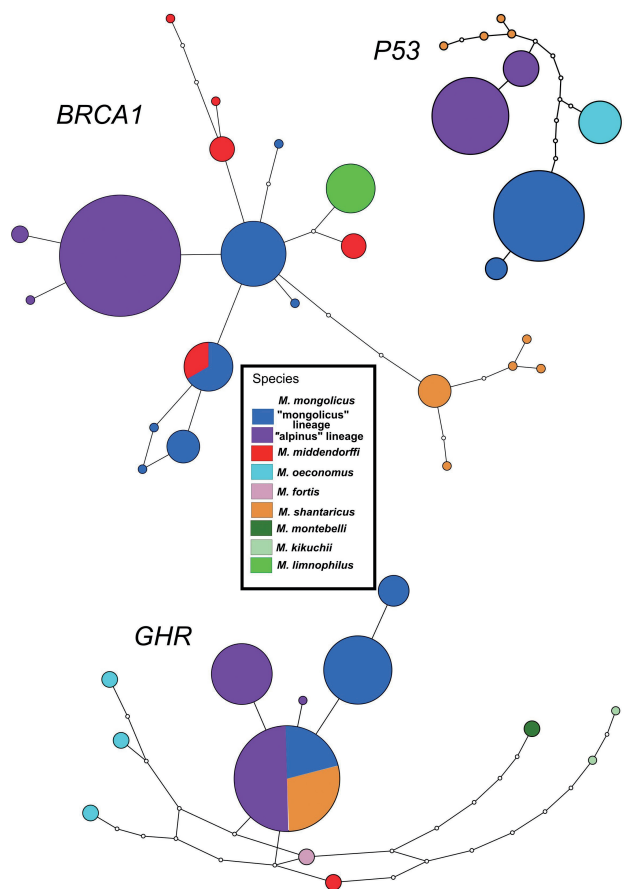 P53
BRCA1
Species
M. mongolicus
"mongolicus"
lineage
"alpinus" lineage
M. middendorffi
M. oeconomus
M. fortis
M. shantaricus
M. montebelli
M. kikuchii
M. limnophilus
GHR